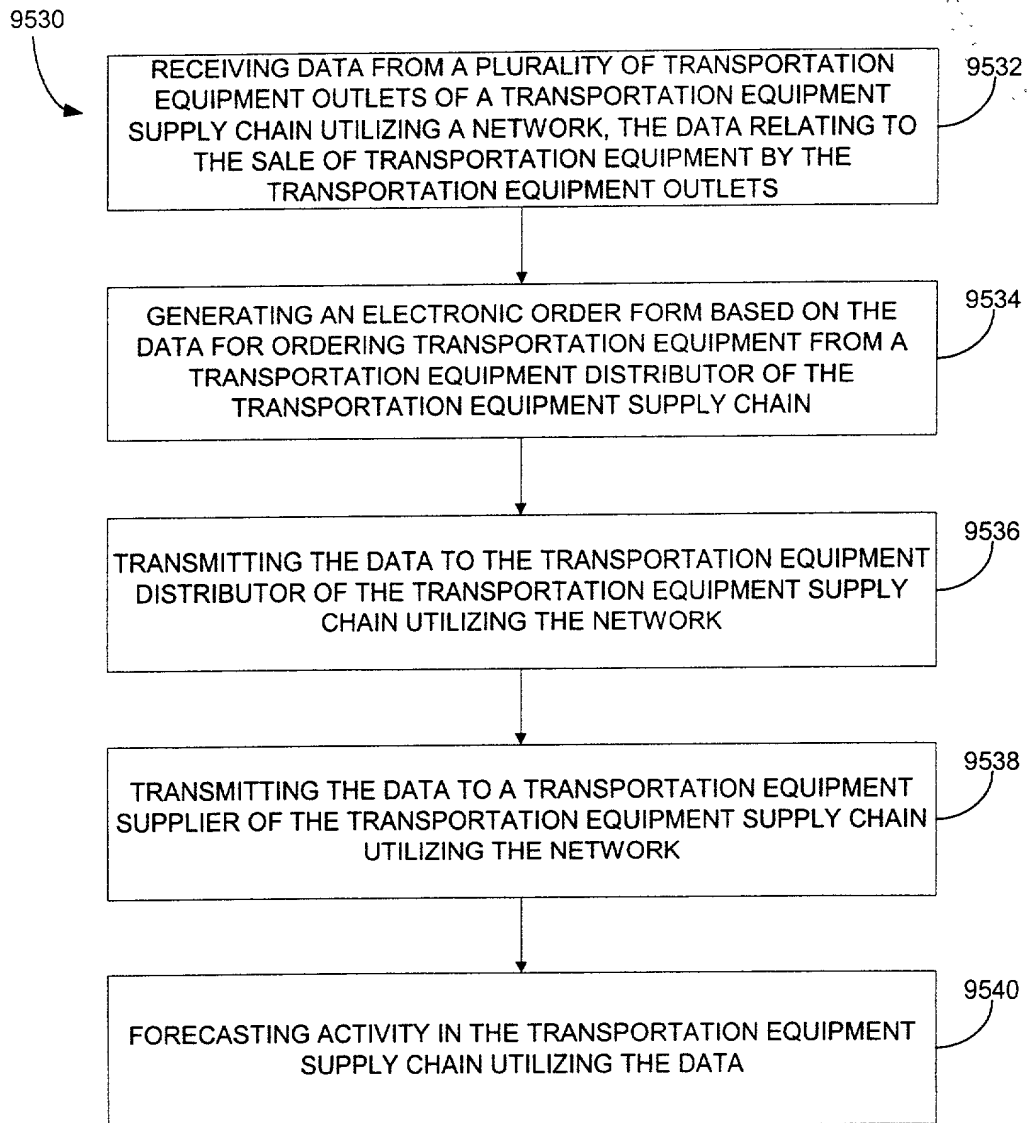 9530
RECEIVING DATA FROM A PLURALITY OF TRANSPORTATION
EQUIPMENT OUTLETS OF A TRANSPORTATION EQUIPMENT
SUPPLY CHAIN UTILIZING A NETWORK, THE DATA RELATING TO
THE SALE OF TRANSPORTATION EQUIPMENT BY THE
TRANSPORTATION EQUIPMENT OUTLETS
9532
GENERATING AN ELECTRONIC ORDER FORM BASED ON THE
DATA FOR ORDERING TRANSPORTATION EQUIPMENT FROM A
TRANSPORTATION EQUIPMENT DISTRIBUTOR OF THE
TRANSPORTATION EQUIPMENT SUPPLY CHAIN
9534
TRANSMITTING THE DATA TO THE TRANSPORTATION EQUIPMENT
DISTRIBUTOR OF THE TRANSPORTATION EQUIPMENT SUPPLY
CHAIN UTILIZING THE NETWORK
9536
TRANSMITTING THE DATA TO A TRANSPORTATION EQUIPMENT
SUPPLIER OF THE TRANSPORTATION EQUIPMENT SUPPLY CHAIN
UTILIZING THE NETWORK
9538
FORECASTING ACTIVITY IN THE TRANSPORTATION EQUIPMENT
SUPPLY CHAIN UTILIZING THE DATA
9540